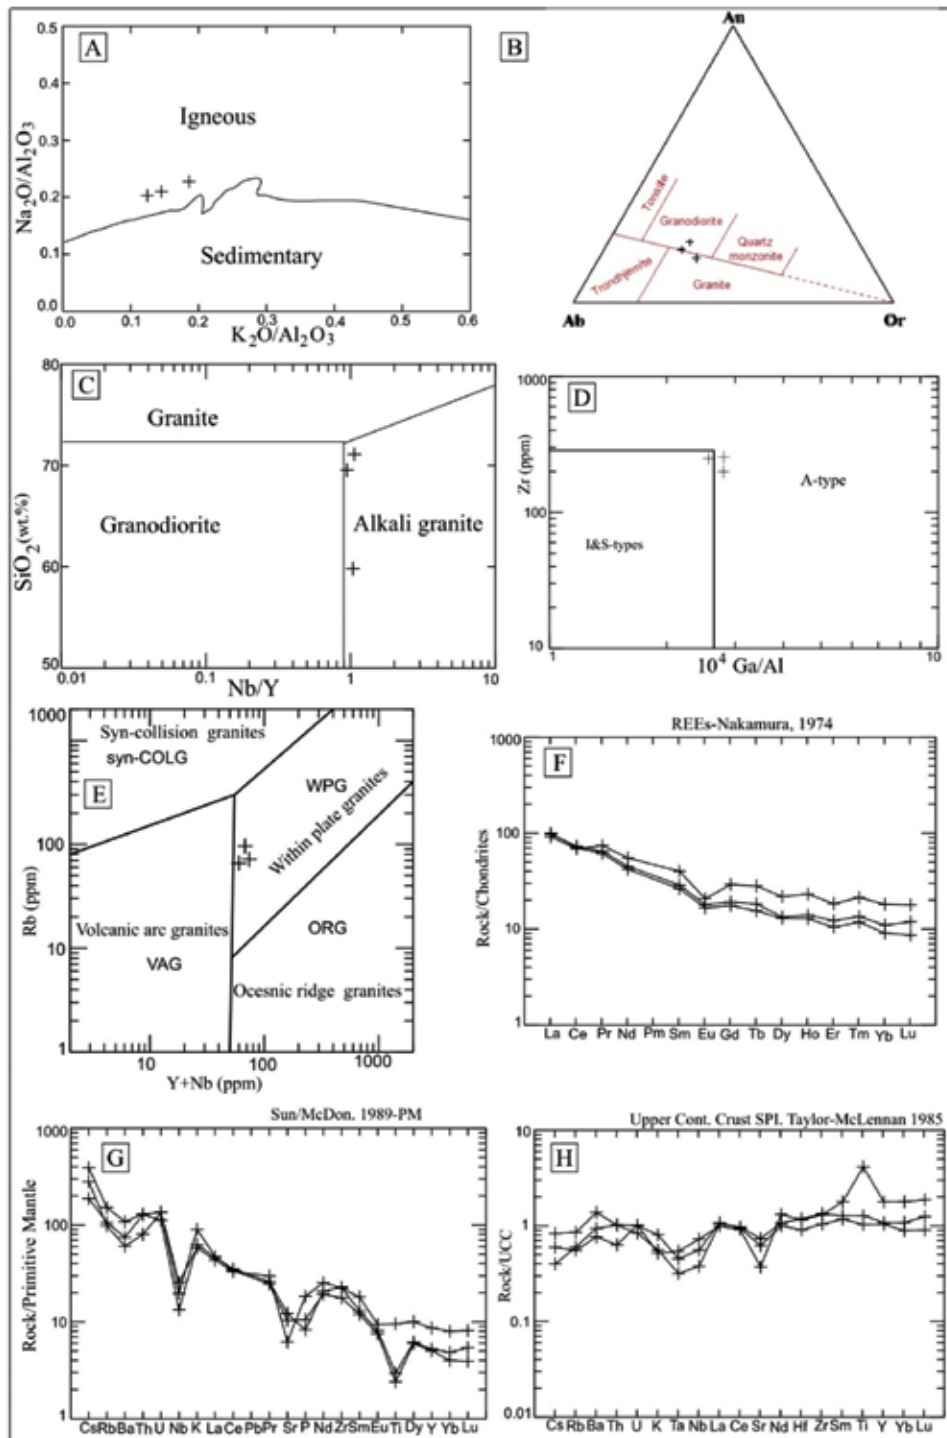 A
Na2O/Al2O3
0.5
0.4
0.3
0.2
0.1
0.0
Igneous
Sedimentary
0.0 0.1 0.2 0.3 0.4 0.5 0.6
K2O/Al2O3
B
An
Tonalite
Granodiorite
Quartz
monzonite
Trondhjemite
Granite
Ab
Or
C
SiO2(wt.%)
80
70
60
50
Granite
Granodiorite
Alkali granite
0.01 0.1 1 10
Nb/Y
D
Zr (ppm)
1000
100
10
A-type
I&S-types
1 10
10⁴ Ga/Al
E
Rb (ppm)
1000
100
10
1
Syn-collision granites
syn-COLG
WPG
Within plate granites
Volcanic arc granites
VAG
ORG
Ocesnic ridge granites
10 100 1000
Y+Nb (ppm)
REEs-Nakamura, 1974
F
Rock/Chondrites
1000
100
10
1
La Ce Pr Nd Pm Sm Eu Gd Tb Dy Ho Er Tm Yb Lu
Sun/McDon. 1989-PM
G
Rock/Primitive Mantle
1000
100
10
1
Cs Rb Ba Th U Nb K La Ce Pb Pr Sr P Nd Zr Sm Eu Ti Dy Y Yb Lu
Upper Cont. Crust SPI. Taylor-McLennan 1985
H
Rock/UCC
10
1
0.1
0.01
Cs Rb Ba Th U K Ta Nb La Ce Sr Nd Hf Zr Sm Ti Y Yb Lu